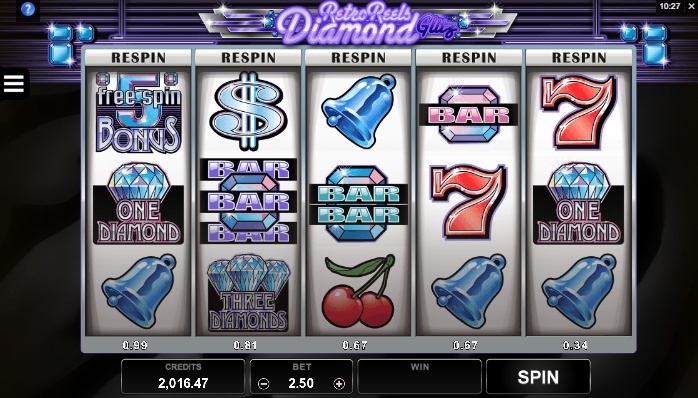 ? 10:27 ×
Retro Reels
Diamond Glitz
RESPIN RESPIN RESPIN RESPIN RESPIN
5
free spin
BONUS
$
BAR
7
ONE
DIAMOND
BAR
BAR
BAR
BAR
BAR
7
ONE
DIAMOND
THREE
DIAMONDS
0.99 0.81 0.67 0.67 0.34
CREDITS BET WIN
2,016.47 2.50 SPIN